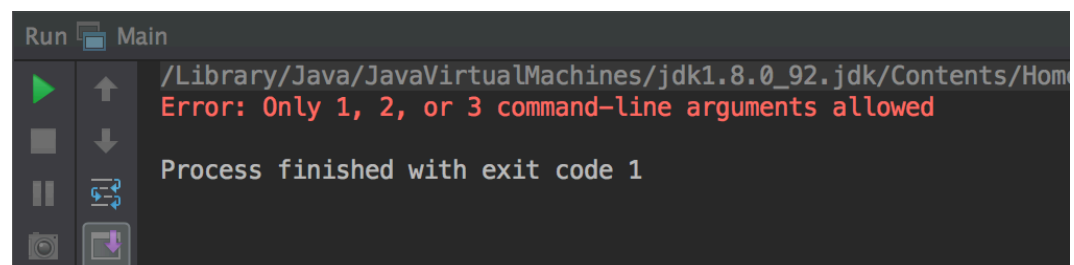 Run Main
/Library/Java/JavaVirtualMachines/jdk1.8.0_92.jdk/Contents/Home
Error: Only 1, 2, or 3 command-line arguments allowed
Process finished with exit code 1